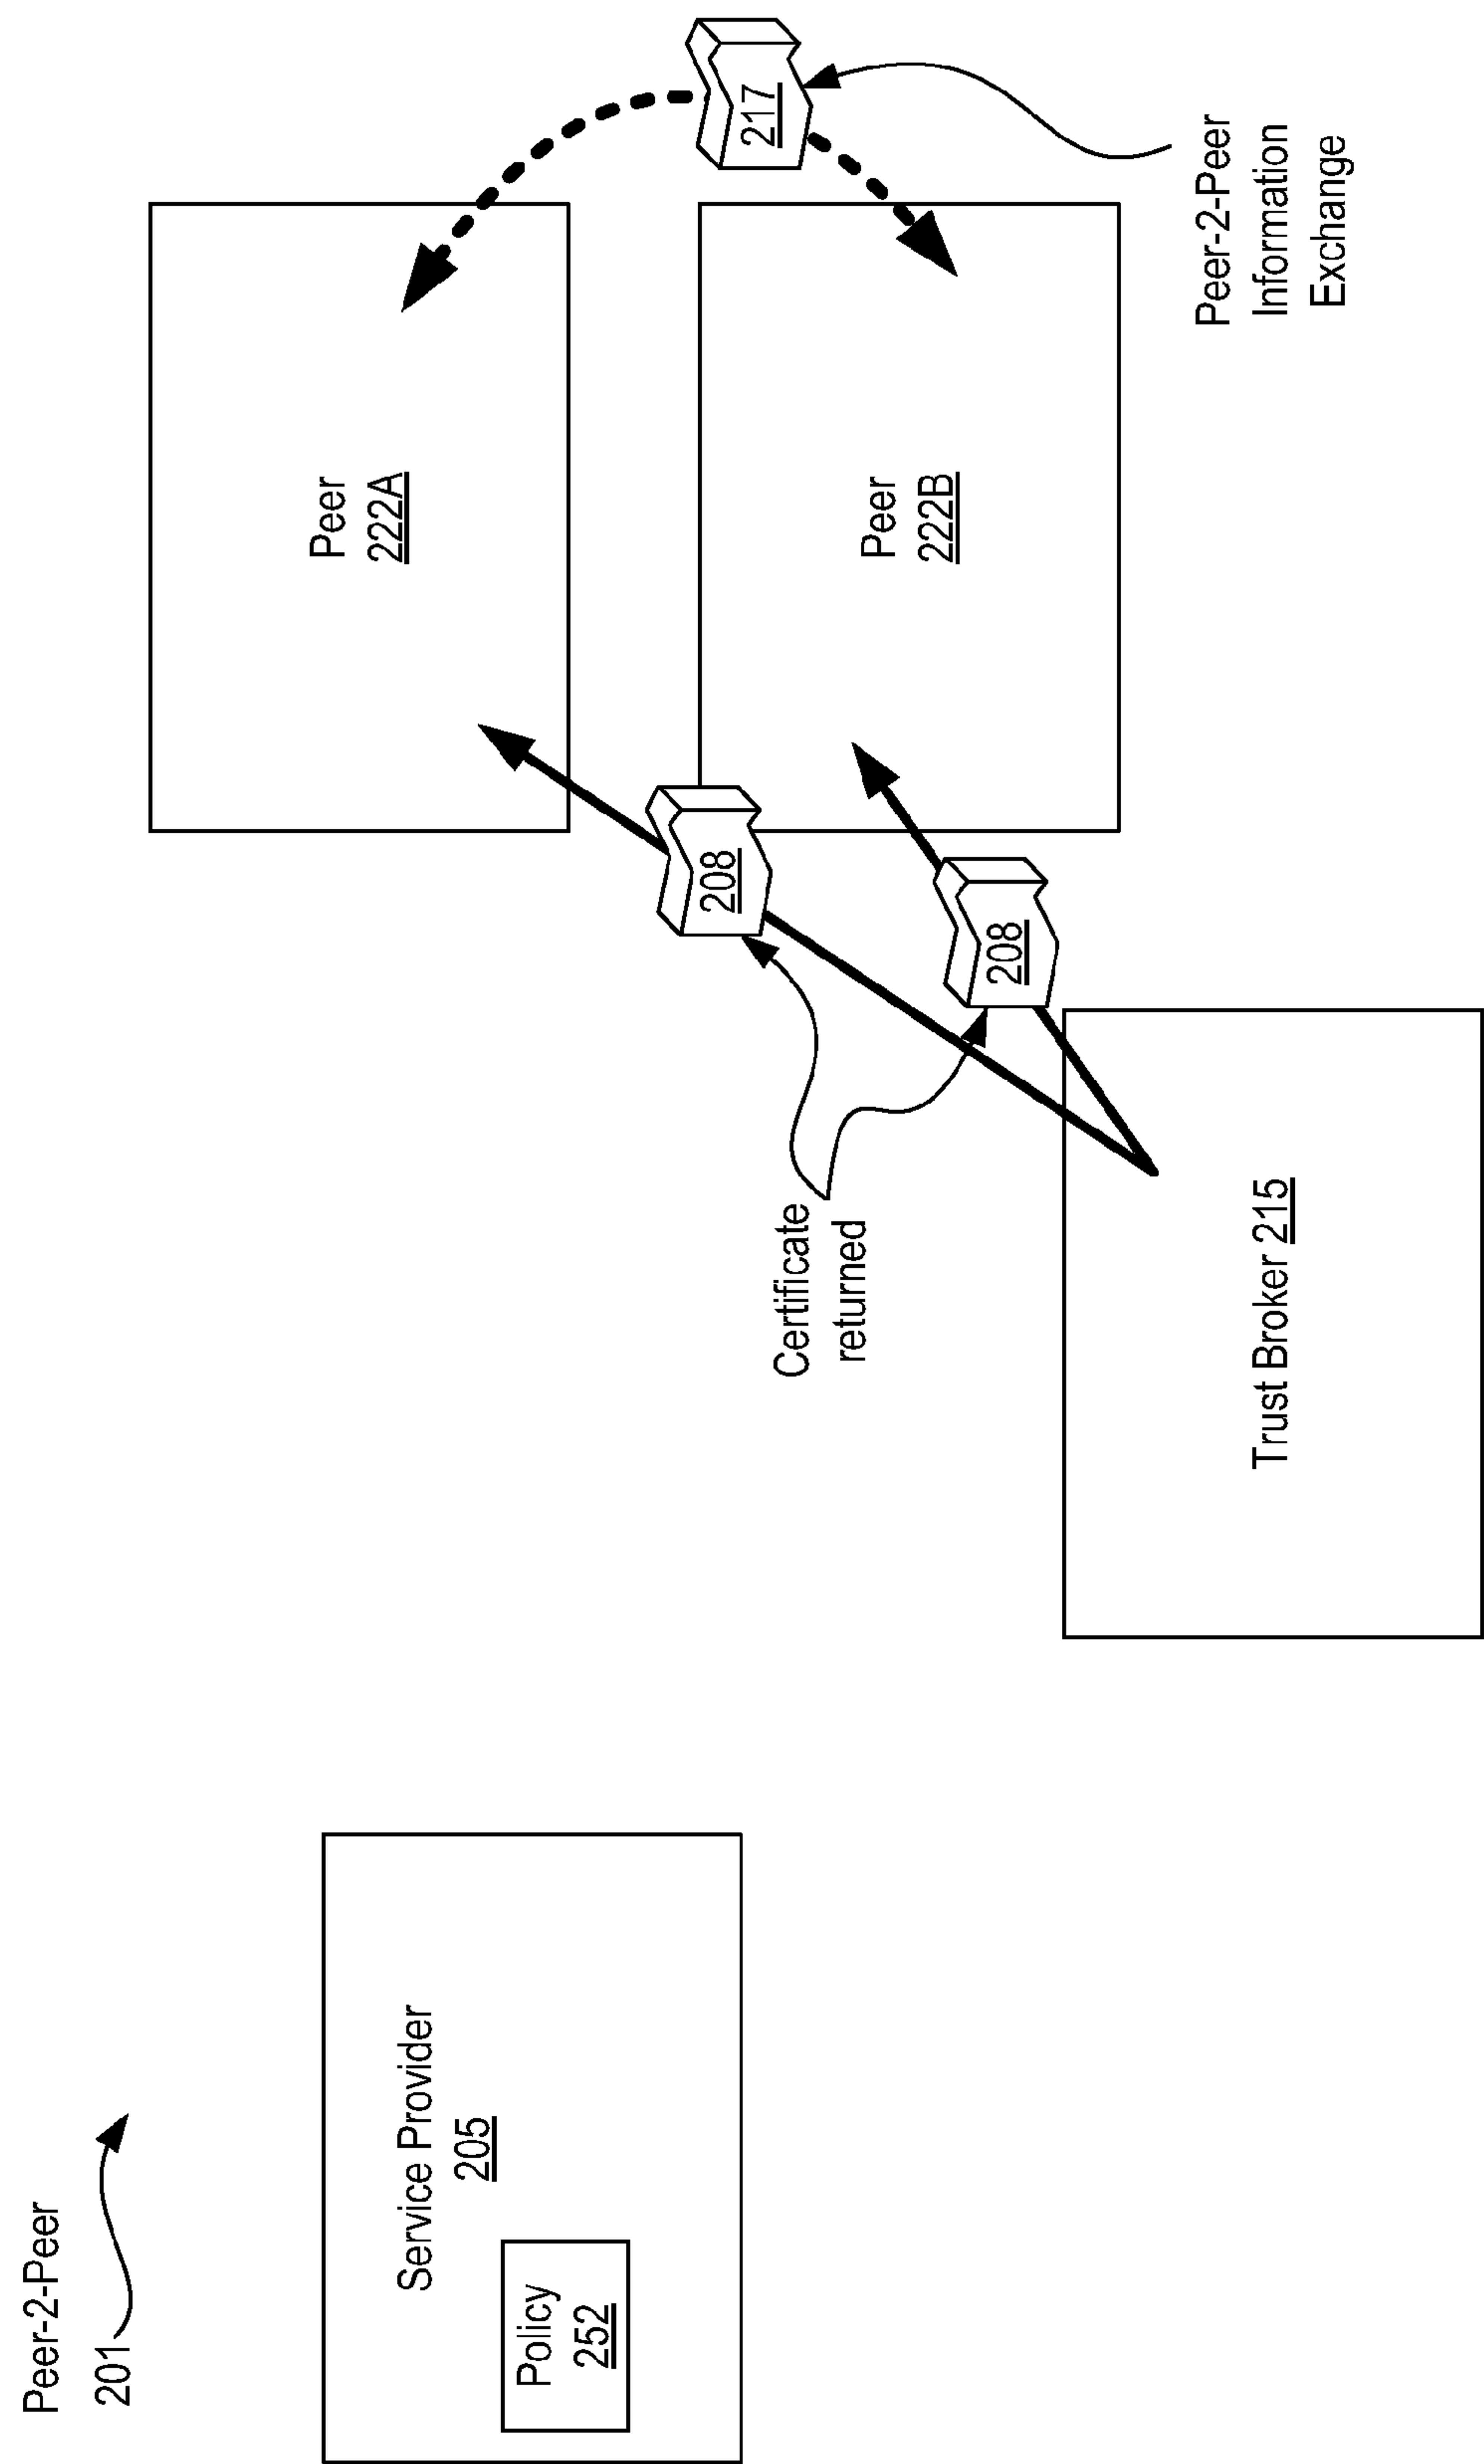 Peer-2-Peer
201
Service Provider
205
Policy
252
Peer
222A
Peer
222B
217
208
208
Certificate
returned
Trust Broker 215
Peer-2-Peer
Information
Exchange